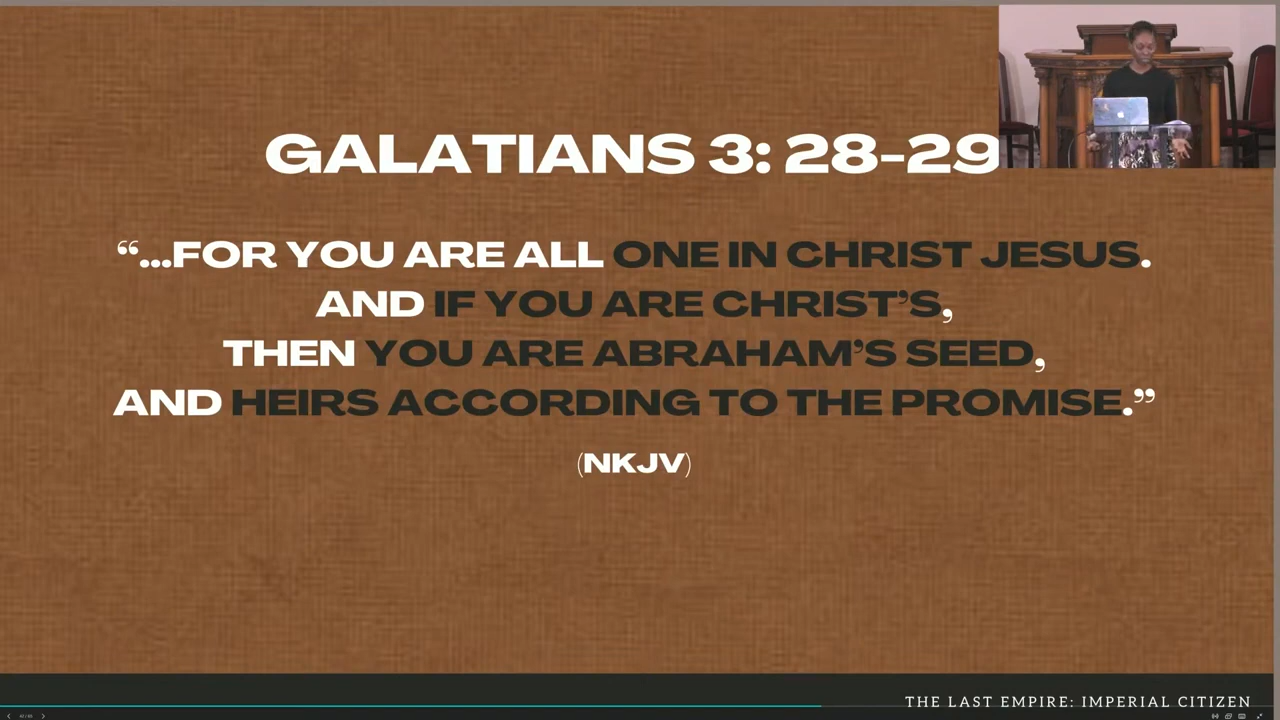 GALATIANS 3: 28-29
“...FOR YOU ARE ALL ONE IN CHRIST JESUS.
AND IF YOU ARE CHRIST’S,
THEN YOU ARE ABRAHAM’S SEED,
AND HEIRS ACCORDING TO THE PROMISE.”
(NKJV)
THE LAST EMPIRE: IMPERIAL CITIZEN